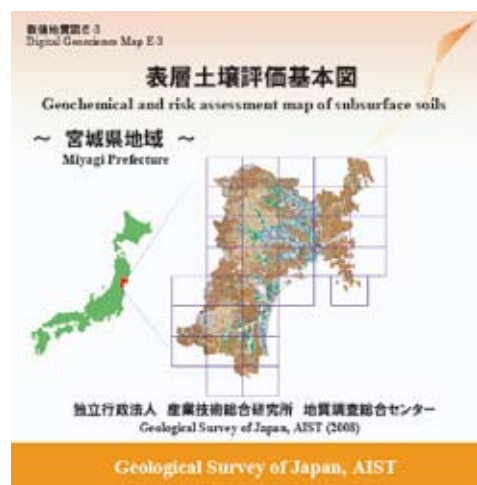 数値地質図 E-3
Digital Geoscience Map E-3
表層土壌評価基本図
Geochemical and risk assessment map of subsurface soils
～ 宮城県地域 ～
Miyagi Prefecture
独立行政法人 産業技術総合研究所 地質調査総合センター
Geological Survey of Japan, AIST (2008)
Geological Survey of Japan, AIST